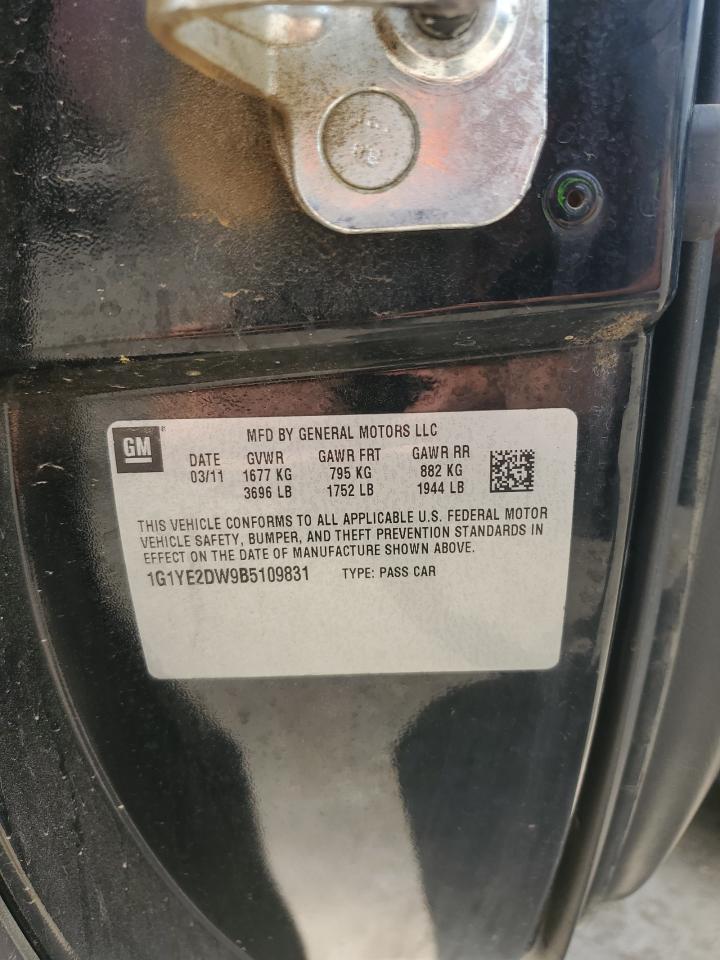 GM
®
MFD BY GENERAL MOTORS LLC
DATE GVWR GAWR FRT GAWR RR
03/11 1677 KG 795 KG 882 KG
3696 LB 1752 LB 1944 LB
THIS VEHICLE CONFORMS TO ALL APPLICABLE U.S. FEDERAL MOTOR
VEHICLE SAFETY, BUMPER, AND THEFT PREVENTION STANDARDS IN
EFFECT ON THE DATE OF MANUFACTURE SHOWN ABOVE.
1G1YE2DW9B5109831 TYPE: PASS CAR